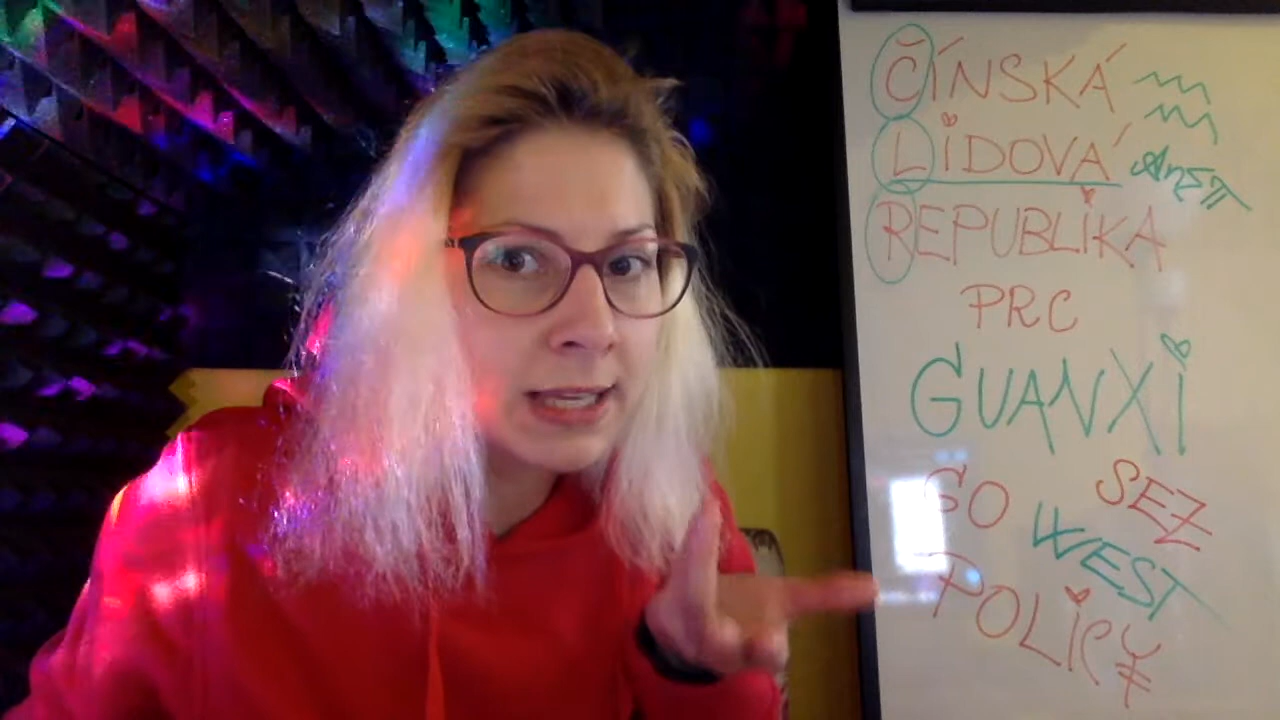 ČÍNSKÁ
LIDOVÁ
REPUBLIKA
PRC
GUANXI
GO WEST POLICY
SEZ